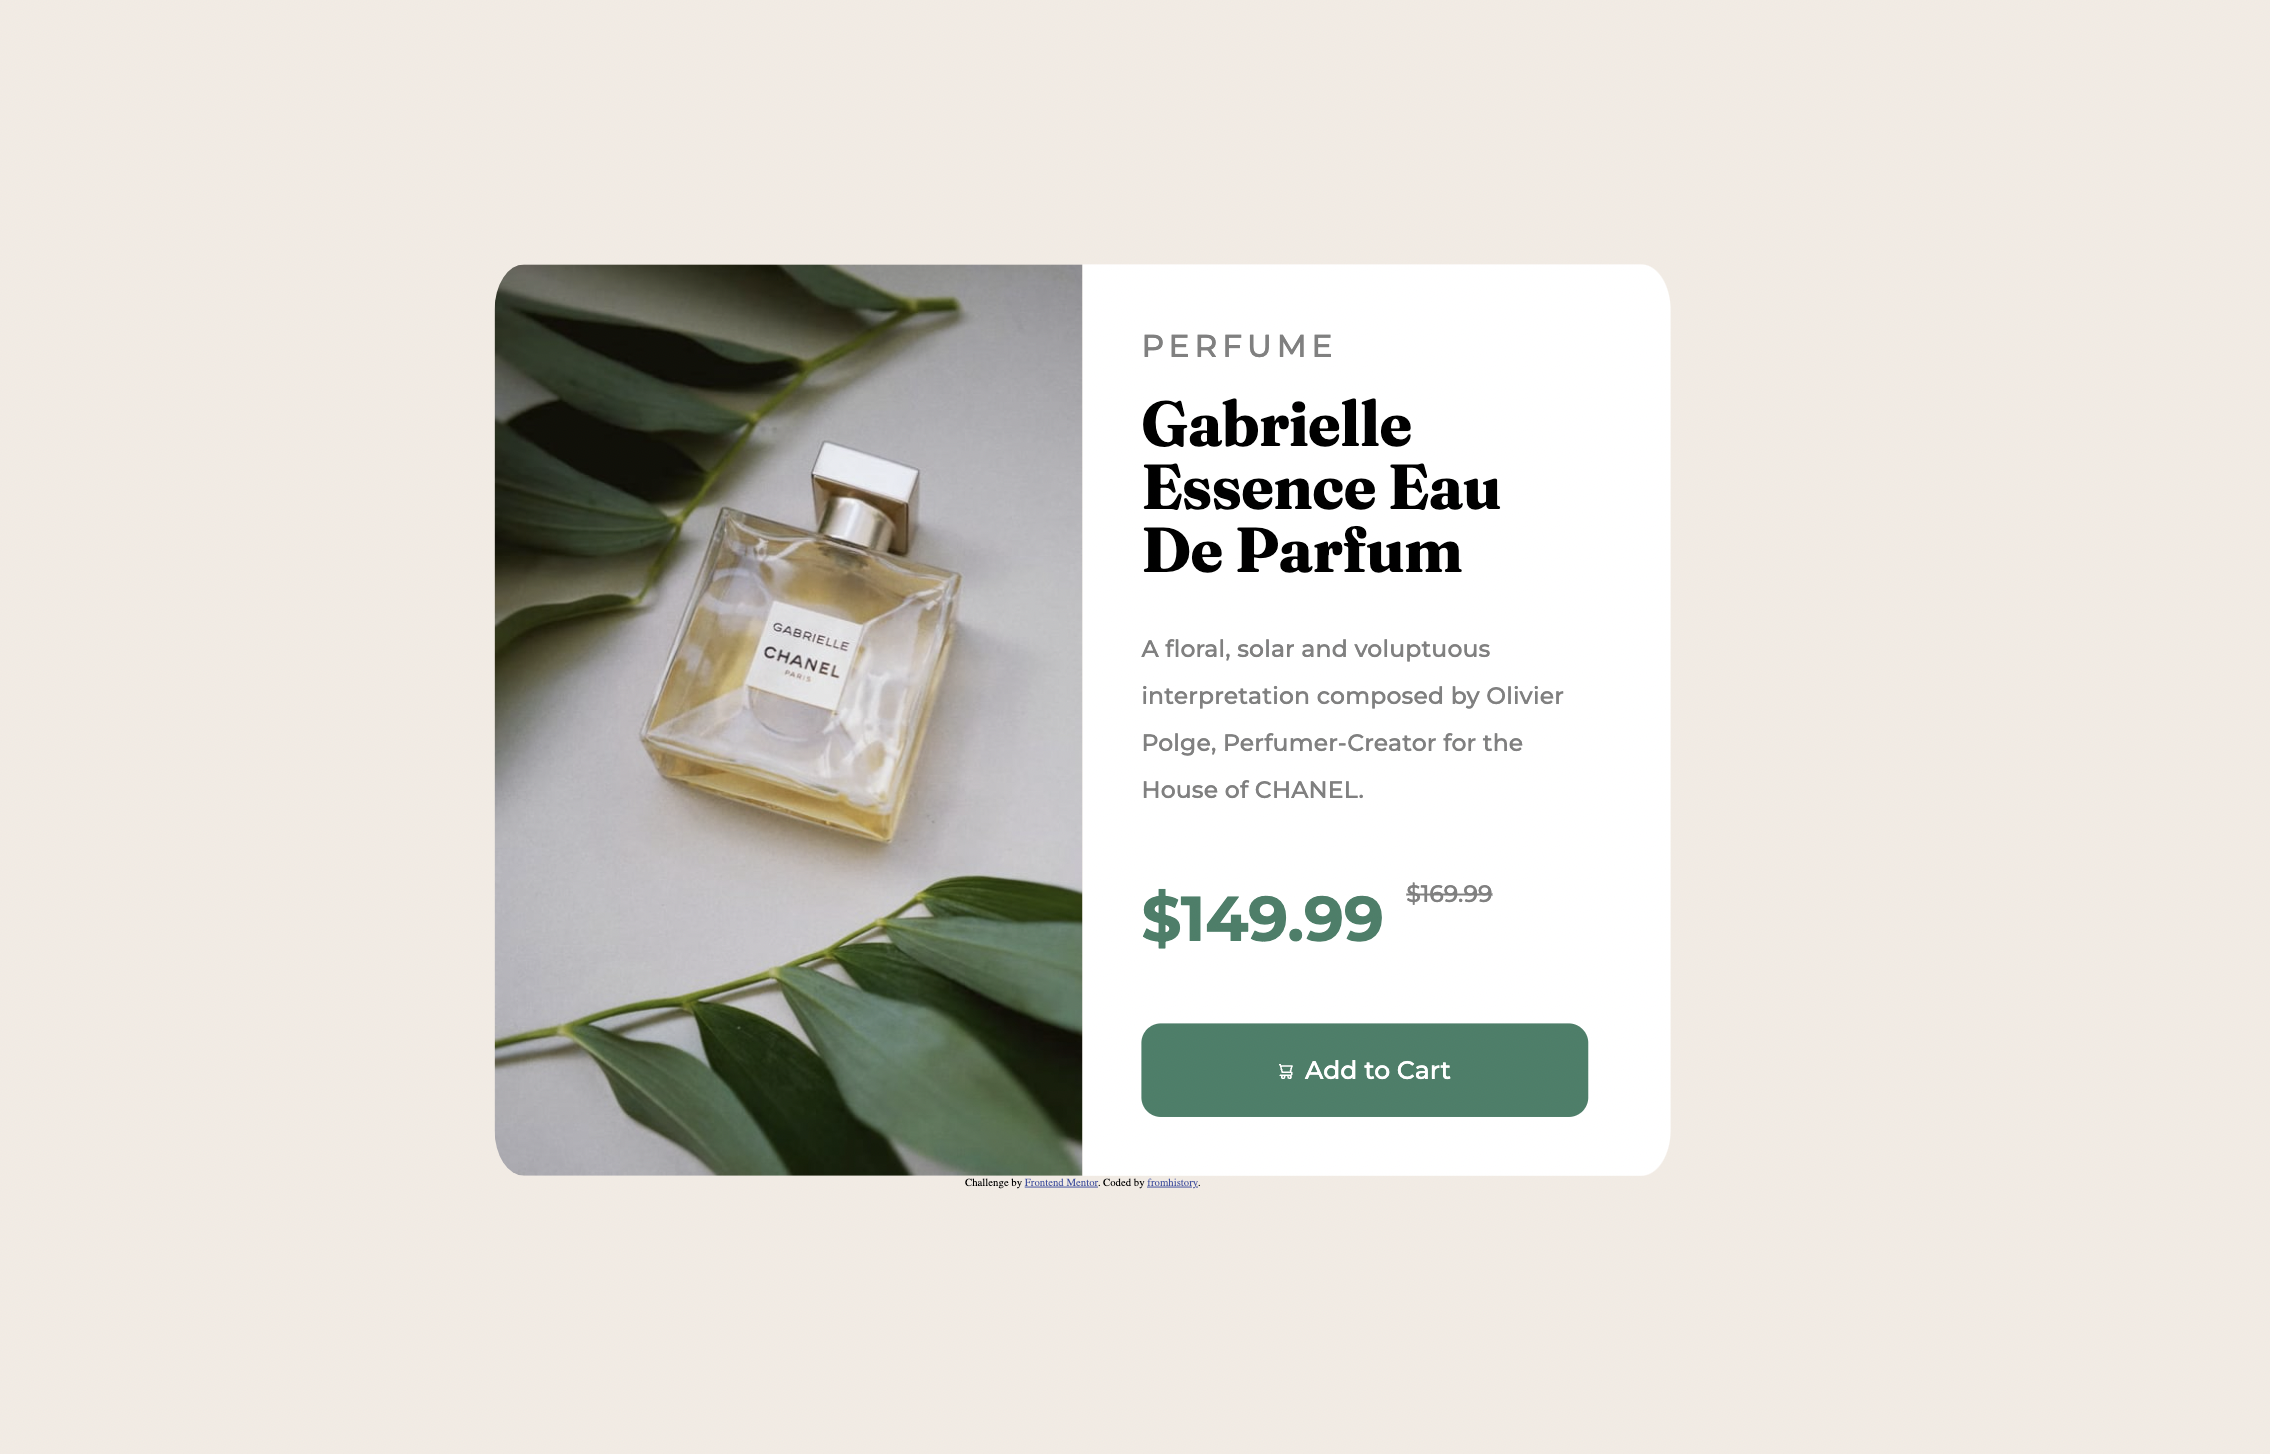 GABRIELLE
CHANEL
PARIS
PERFUME
Gabrielle
Essence Eau
De Parfum
A floral, solar and voluptuous
interpretation composed by Olivier
Polge, Perfumer-Creator for the
House of CHANEL.
$149.99 $169.99
Add to Cart
Challenge by Frontend Mentor. Coded by fromhistory.